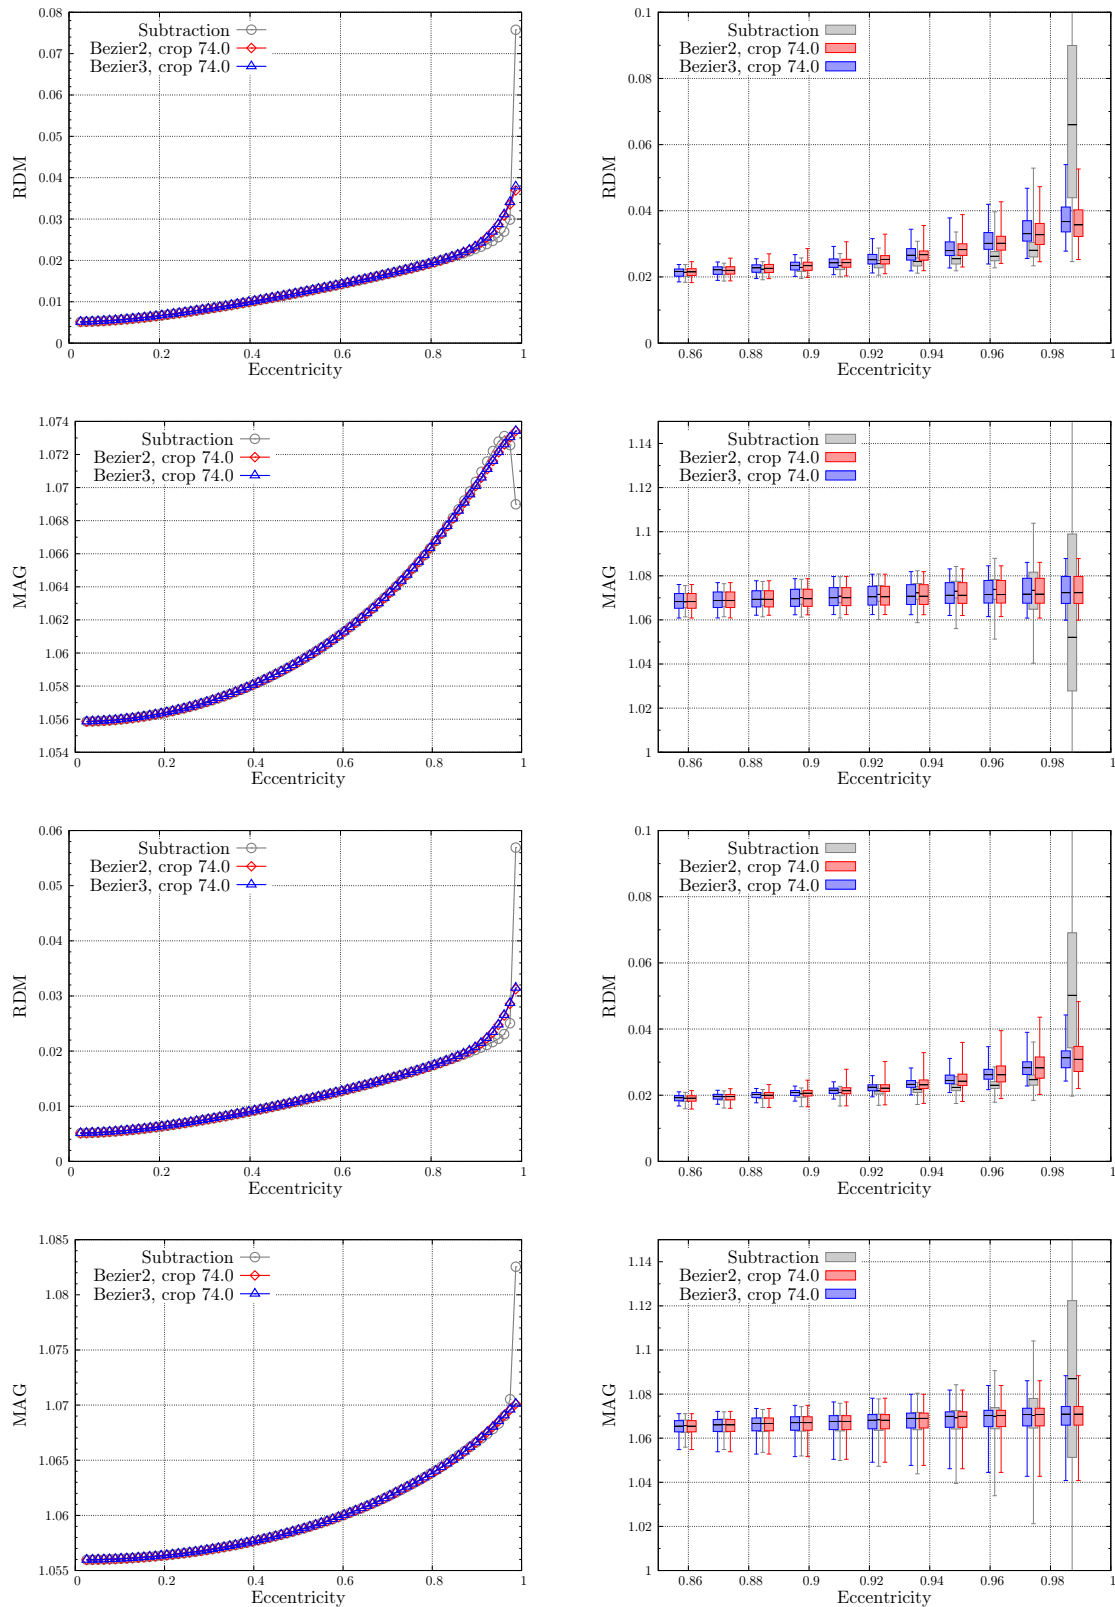 0.08
0.07
0.06
0.05
0.04
0.03
0.02
0.01
0
RDM
Subtraction
Bezier2, crop 74.0
Bezier3, crop 74.0
0 0.2 0.4 0.6 0.8 1
Eccentricity
0.1
0.08
0.06
0.04
0.02
0
RDM
Subtraction
Bezier2, crop 74.0
Bezier3, crop 74.0
0.86 0.88 0.9 0.92 0.94 0.96 0.98 1
Eccentricity
1.074
1.072
1.07
1.068
1.066
1.064
1.062
1.06
1.058
1.056
1.054
MAG
Subtraction
Bezier2, crop 74.0
Bezier3, crop 74.0
0 0.2 0.4 0.6 0.8 1
Eccentricity
1.14
1.12
1.1
1.08
1.06
1.04
1.02
1
MAG
Subtraction
Bezier2, crop 74.0
Bezier3, crop 74.0
0.86 0.88 0.9 0.92 0.94 0.96 0.98 1
Eccentricity
0.06
0.05
0.04
0.03
0.02
0.01
0
RDM
Subtraction
Bezier2, crop 74.0
Bezier3, crop 74.0
0 0.2 0.4 0.6 0.8 1
Eccentricity
0.1
0.08
0.06
0.04
0.02
0
RDM
Subtraction
Bezier2, crop 74.0
Bezier3, crop 74.0
0.86 0.88 0.9 0.92 0.94 0.96 0.98 1
Eccentricity
1.085
1.08
1.075
1.07
1.065
1.06
1.055
MAG
Subtraction
Bezier2, crop 74.0
Bezier3, crop 74.0
0 0.2 0.4 0.6 0.8 1
Eccentricity
1.14
1.12
1.1
1.08
1.06
1.04
1.02
1
MAG
Subtraction
Bezier2, crop 74.0
Bezier3, crop 74.0
0.86 0.88 0.9 0.92 0.94 0.96 0.98 1
Eccentricity